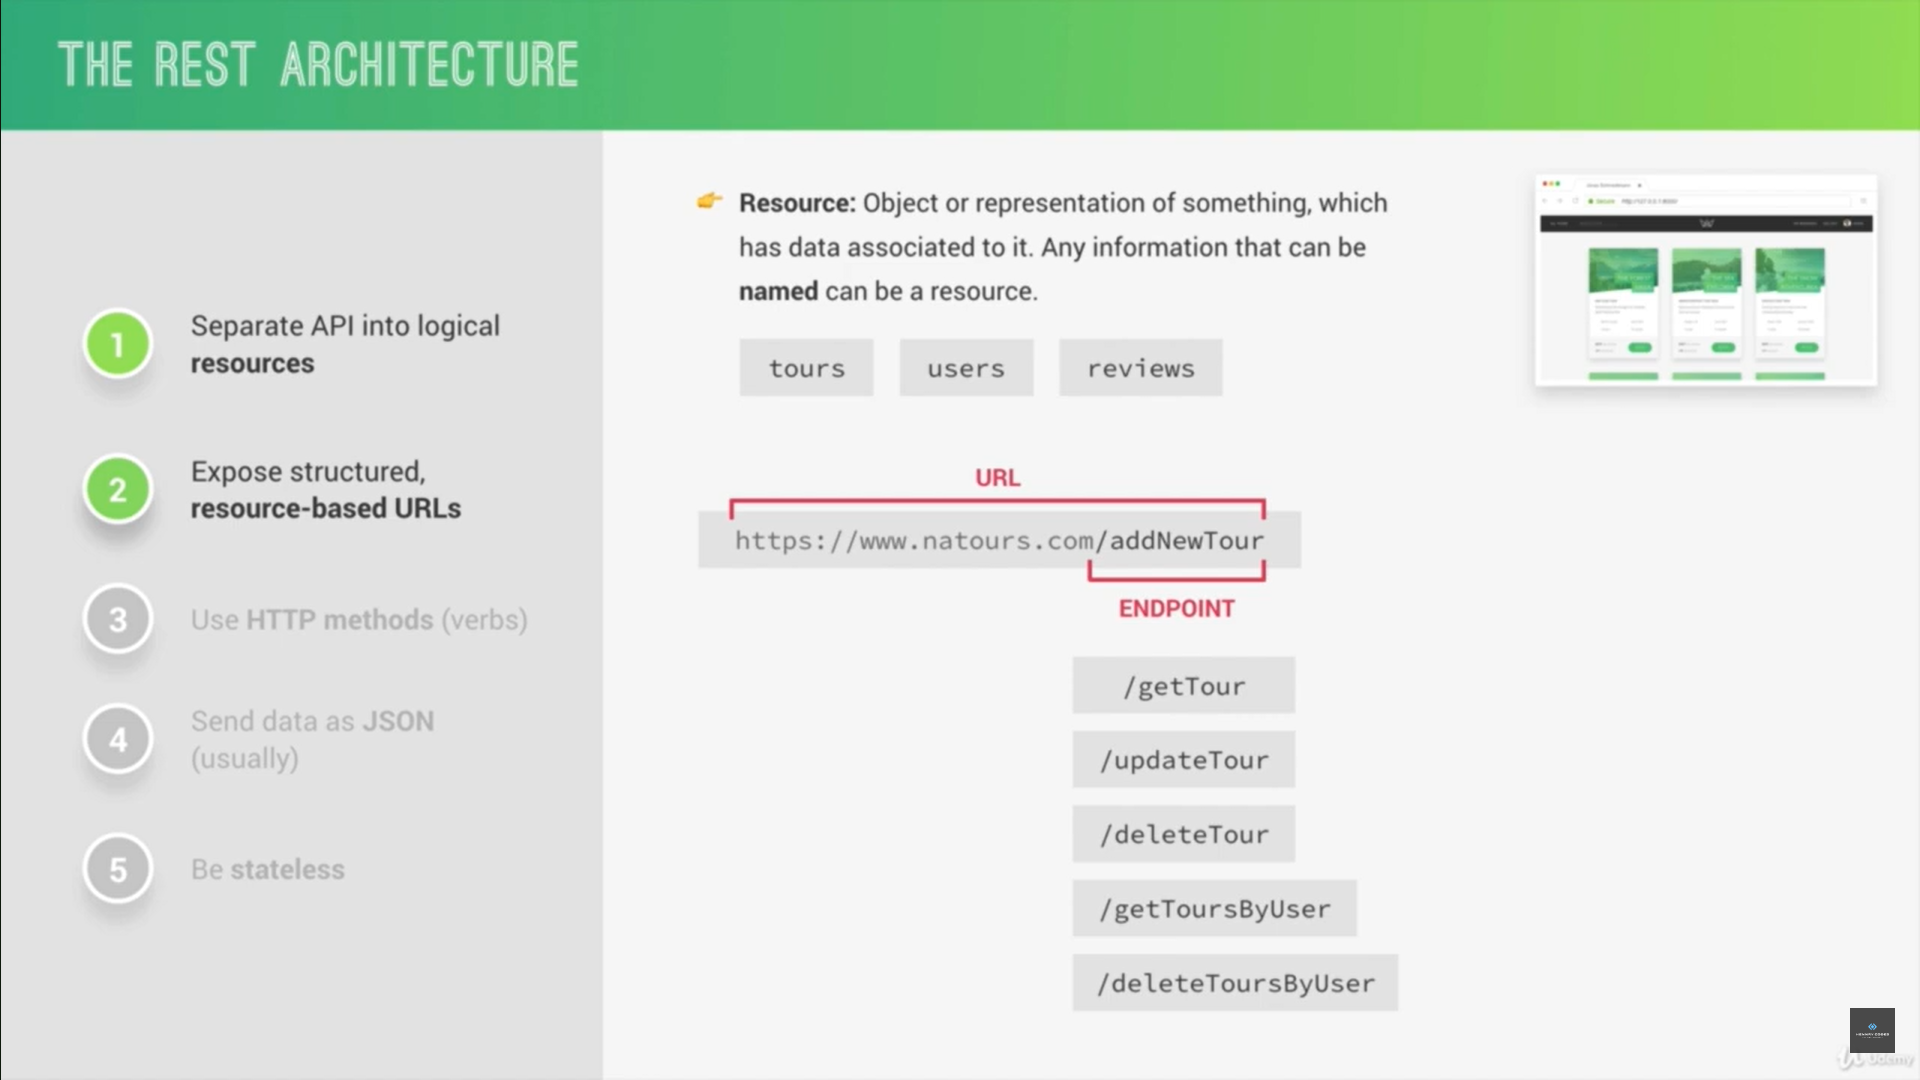 THE REST ARCHITECTURE
1
Separate API into logical
resources
2
Expose structured,
resource-based URLs
3
Use HTTP methods (verbs)
4
Send data as JSON
(usually)
5
Be stateless
Resource: Object or representation of something, which
has data associated to it. Any information that can be
named can be a resource.
tours
users
reviews
URL
https://www.natours.com/addNewTour
ENDPOINT
/getTour
/updateTour
/deleteTour
/getToursByUser
/deleteToursByUser
Udemy